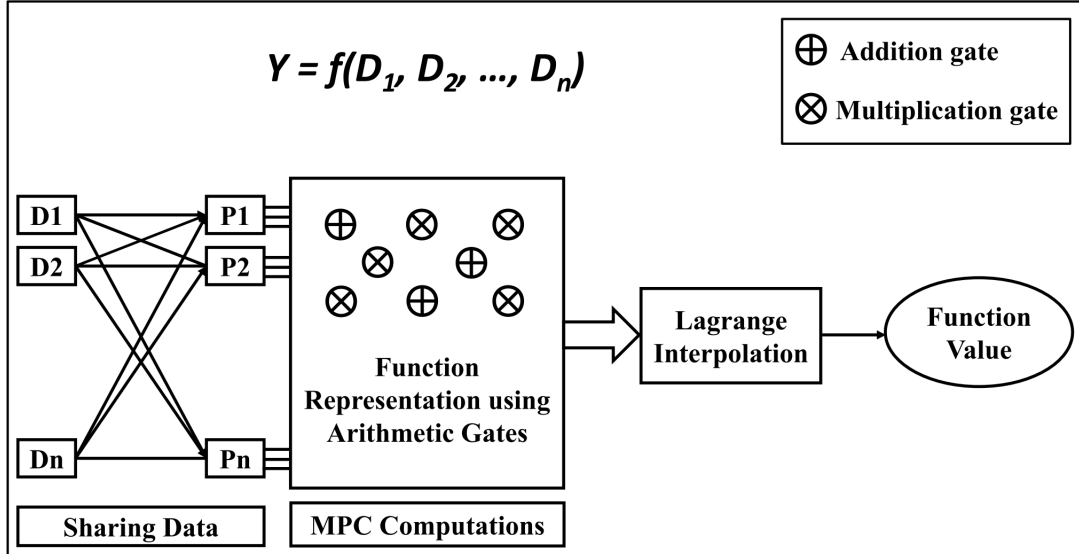 Y = f(D1, D2, ..., Dn)
Addition gate
Multiplication gate
D1
P1
D2
P2
Dn
Pn
Function
Representation using
Arithmetic Gates
Lagrange
Interpolation
Function
Value
Sharing Data
MPC Computations